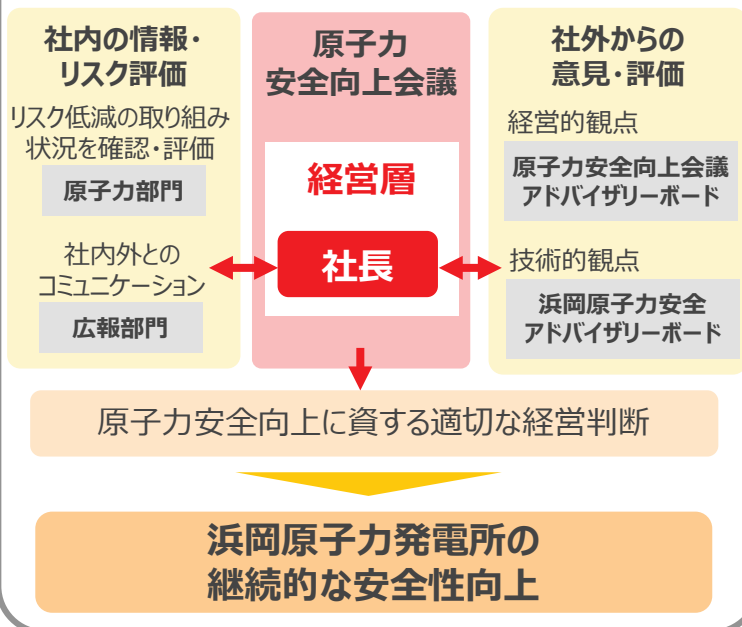 社内の情報・
リスク評価
リスク低減の取り組み
状況を確認・評価
原子力部門
社内外との
コミュニケーション
広報部門
原子力
安全向上会議
経営層
社長
社外からの
意見・評価
経営的観点
原子力安全向上会議
アドバイザリーボード
技術的観点
浜岡原子力安全
アドバイザリーボード
原子力安全向上に資する適切な経営判断
浜岡原子力発電所の
継続的な安全性向上